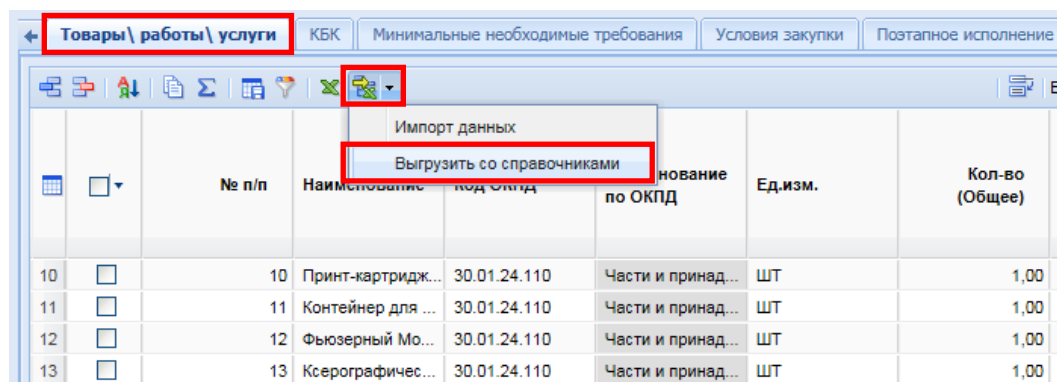 Товары\ работы\ услуги КБК Минимальные необходимые требования Условия закупки Поэтапное исполнение
Импорт данных
Выгрузить со справочниками
№ п/п Наименование Код ОКПД нование по ОКПД Ед.изм. Кол-во (Общее)
10 10 Принт-картридж... 30.01.24.110 Части и принад... ШТ 1,00
11 11 Контейнер для ... 30.01.24.110 Части и принад... ШТ 1,00
12 12 Фьюзерный Мо... 30.01.24.110 Части и принад... ШТ 1,00
13 13 Ксерографичес... 30.01.24.110 Части и принад... ШТ 1,00